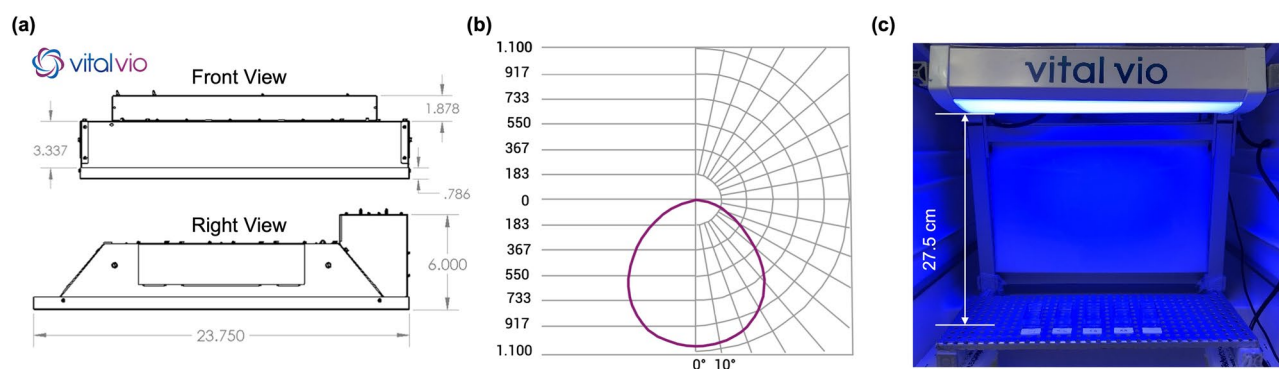 (a)
vitalvio
Front View
1.878
3.337
.786
Right View
6.000
23.750
(b)
1.100
917
733
550
367
183
0
183
367
550
733
917
1.100
0° 10°
(c)
vital vio
27.5 cm